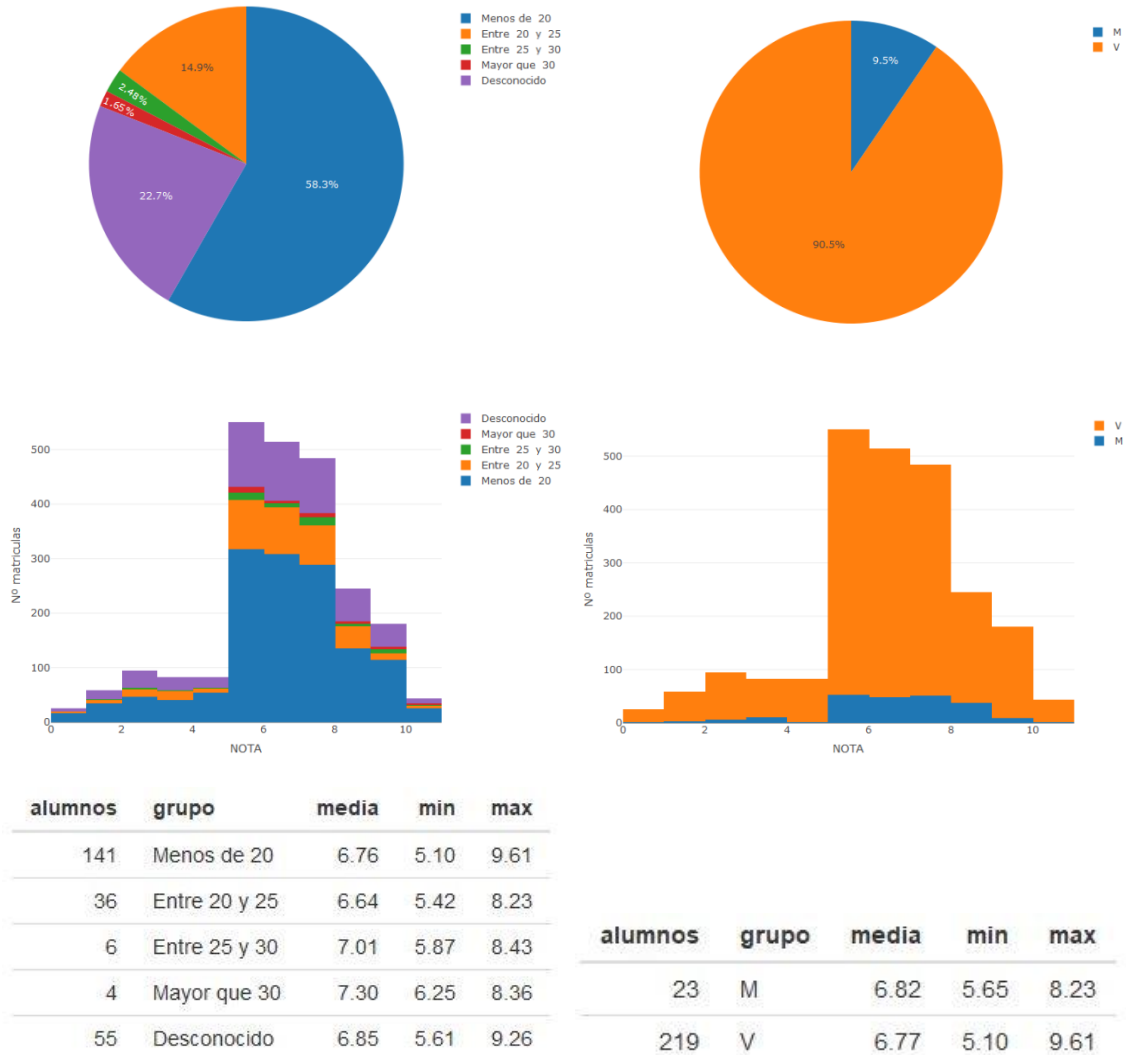 Menos de 20
Entre 20 y 25
Entre 25 y 30
Mayor que 30
Desconocido
14.9%
2.48%
1.65%
22.7%
58.3%
M
V
9.5%
90.5%
Desconocido
Mayor que 30
Entre 25 y 30
Entre 20 y 25
Menos de 20
Nº matriculas
500
400
300
200
100
0
0 2 4 6 8 10
NOTA
V
M
Nº matriculas
500
400
300
200
100
0
0 2 4 6 8 10
NOTA
alumnos grupo media min max
141 Menos de 20 6.76 5.10 9.61
36 Entre 20 y 25 6.64 5.42 8.23
6 Entre 25 y 30 7.01 5.87 8.43
4 Mayor que 30 7.30 6.25 8.36
55 Desconocido 6.85 5.61 9.26
alumnos grupo media min max
23 M 6.82 5.65 8.23
219 V 6.77 5.10 9.61